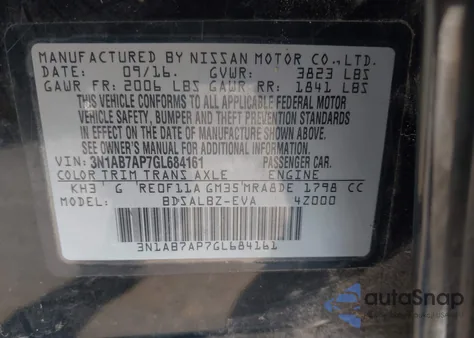 MANUFACTURED BY NISSAN MOTOR CO.,LTD.
DATE: 09/16. GVWR: 3823 LBS
GAWR FR: 2006 LBS GAWR RR: 1841 LBS
THIS VEHICLE CONFORMS TO ALL APPLICABLE FEDERAL MOTOR
VEHICLE SAFETY, BUMPER AND THEFT PREVENTION STANDARDS
IN EFFECT ON THE DATE OF MANUFACTURE SHOWN ABOVE.
SEE OWNER'S MANUAL FOR ADDITIONAL INFORMATION.
VIN: 3N1AB7AP7GL684161 PASSENGER CAR.
COLOR TRIM TRANS AXLE ENGINE
KH3 G RE0F11A GM35 MRA8DE 1798 CC
MODEL: BDSALBZ-EVA 4Z000
3N1AB7AP7GL684161
autoSnap